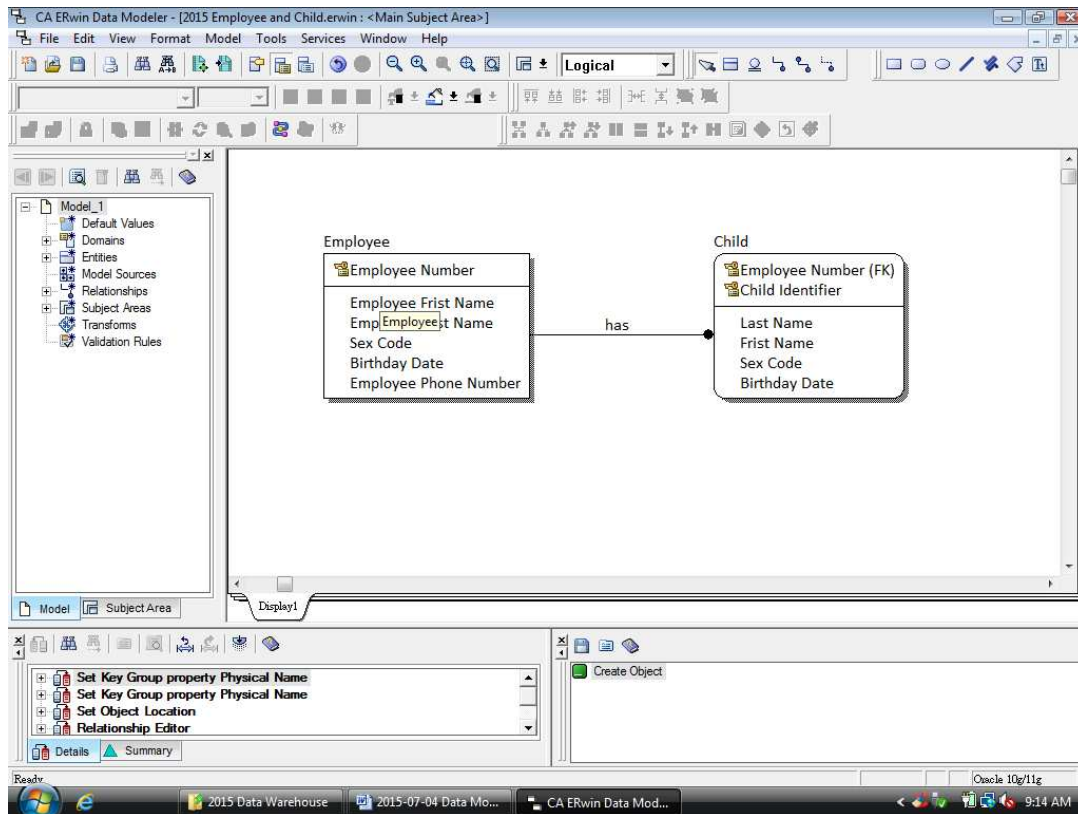 CA ERwin Data Modeler - [2015 Employee and Child.erwin : <Main Subject Area>]
File Edit View Format Model Tools Services Window Help
Logical
Model_1
Default Values
Domains
Entities
Model Sources
Relationships
Subject Areas
Transforms
Validation Rules
Employee
Employee Number
Employee Frist Name
Emp Employee st Name
Sex Code
Birthday Date
Employee Phone Number
has
Child
Employee Number (FK)
Child Identifier
Last Name
Frist Name
Sex Code
Birthday Date
Model Subject Area
Display1
Set Key Group property Physical Name
Set Key Group property Physical Name
Set Object Location
Relationship Editor
Details Summary
Create Object
Ready
Oracle 10g/11g
2015 Data Warehouse 2015-07-04 Data Mo... CA ERwin Data Mod... 9:14 AM